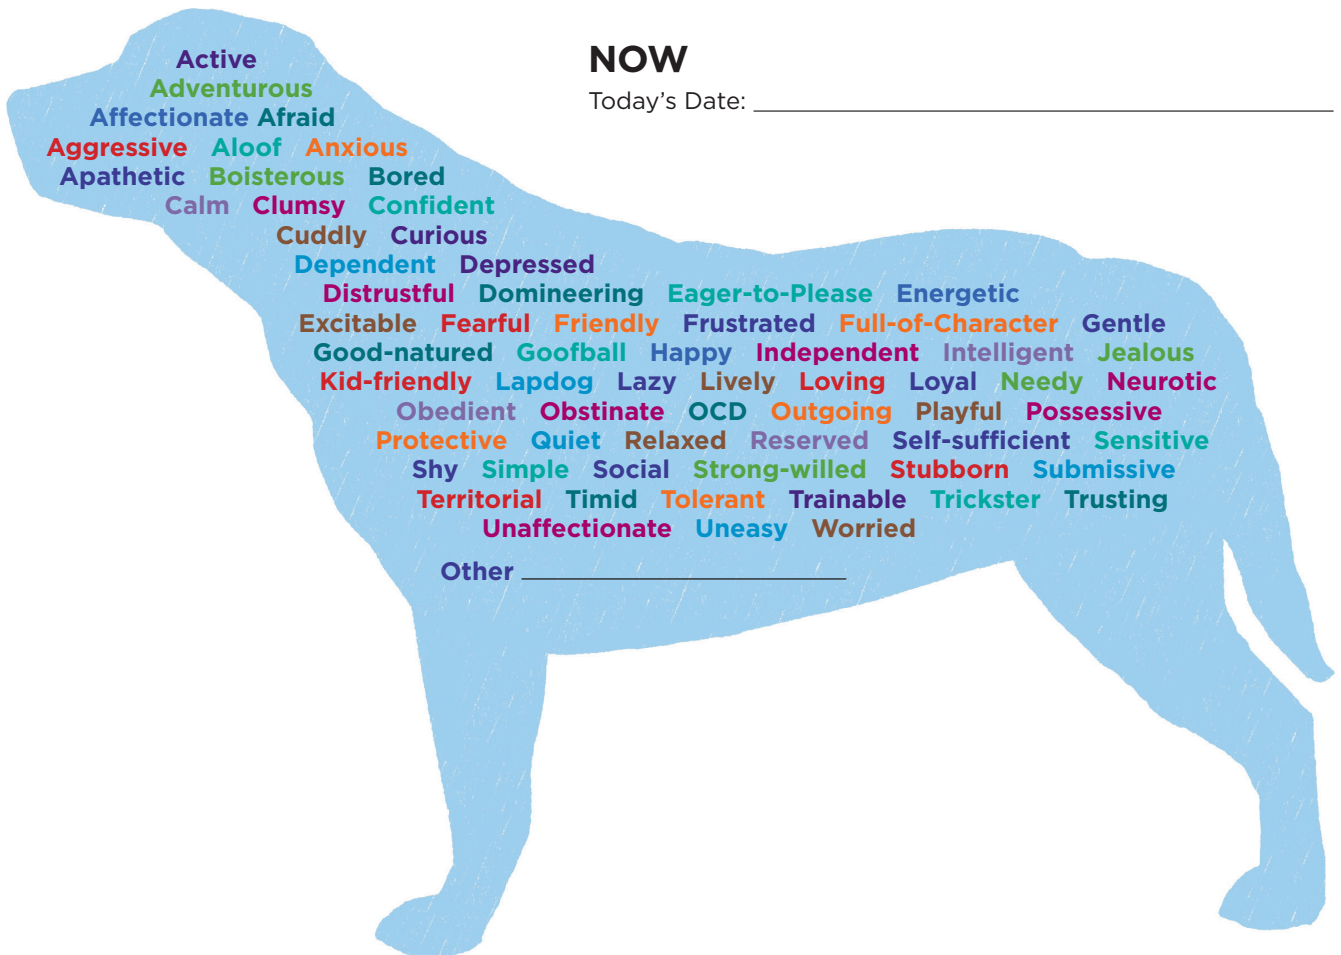 NOW
Today's Date:
Active
Adventurous
Affectionate Afraid
Aggressive Aloof Anxious
Apathetic Boisterous Bored
Calm Clumsy Confident
Cuddly Curious
Dependent Depressed
Distrustful Domineering Eager-to-Please Energetic
Excitable Fearful Friendly Frustrated Full-of-Character Gentle
Good-natured Goofball Happy Independent Intelligent Jealous
Kid-friendly Lapdog Lazy Lively Loving Loyal Needy Neurotic
Obedient Obstinate OCD Outgoing Playful Possessive
Protective Quiet Relaxed Reserved Self-sufficient Sensitive
Shy Simple Social Strong-willed Stubborn Submissive
Territorial Timid Tolerant Trainable Trickster Trusting
Unaffectionate Uneasy Worried
Other